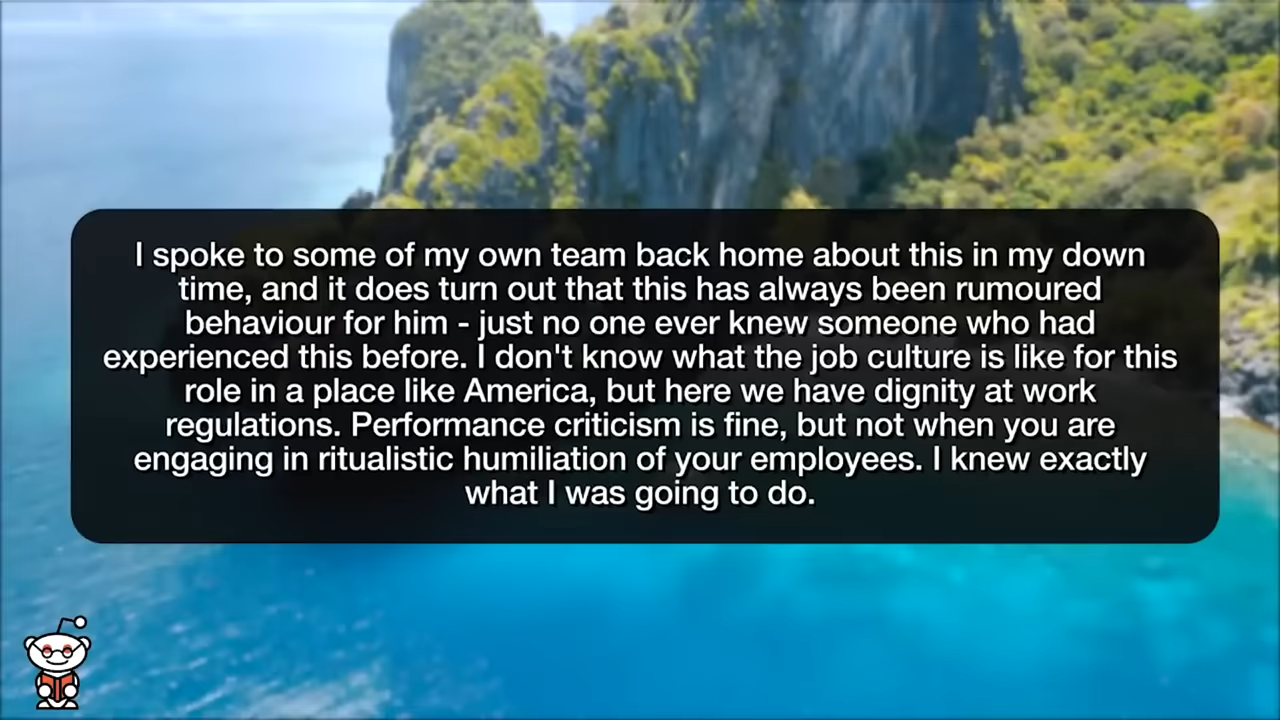 I spoke to some of my own team back home about this in my down
time, and it does turn out that this has always been rumoured
behaviour for him - just no one ever knew someone who had
experienced this before. I don't know what the job culture is like for this
role in a place like America, but here we have dignity at work
regulations. Performance criticism is fine, but not when you are
engaging in ritualistic humiliation of your employees. I knew exactly
what I was going to do.